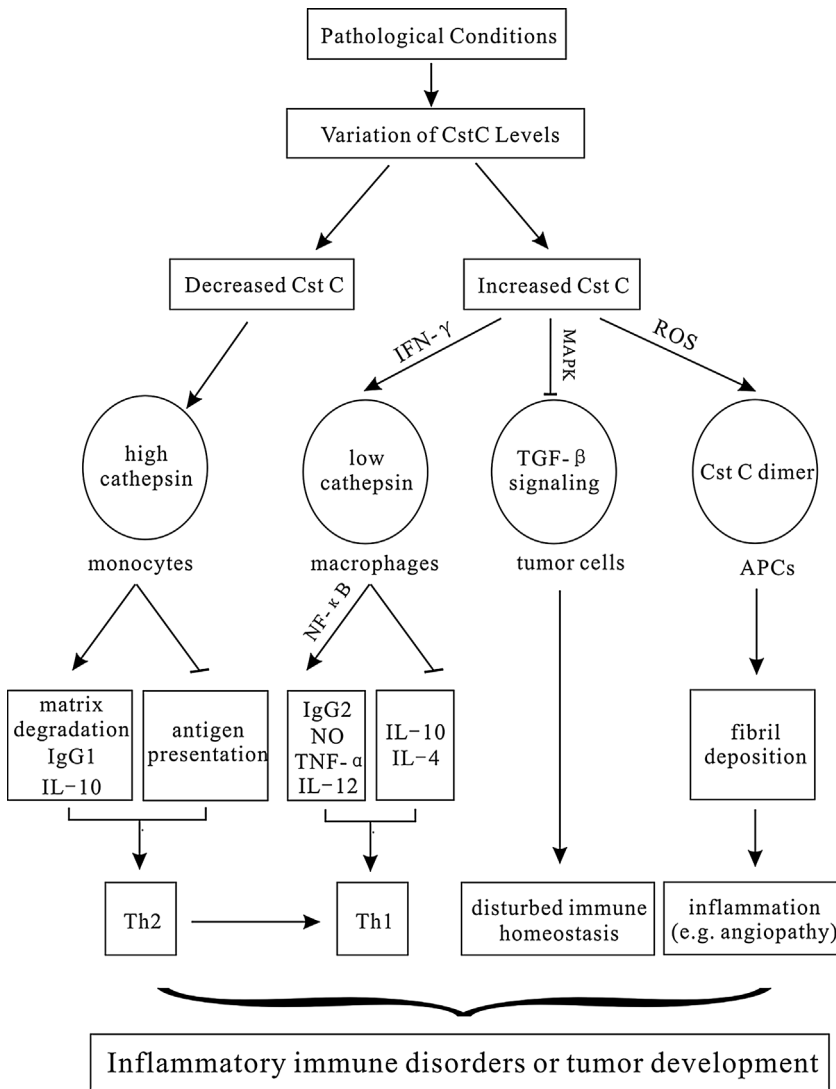 Pathological Conditions
Variation of CstC Levels
Decreased Cst C
Increased Cst C
IFN-γ
MAPK
ROS
high
cathepsin
low
cathepsin
TGF-β
signaling
Cst C dimer
monocytes
macrophages
tumor cells
APCs
NF-κB
matrix
degradation
IgG1
IL-10
antigen
presentation
IgG2
NO
TNF-α
IL-12
IL-10
IL-4
fibril
deposition
Th2
Th1
disturbed immune
homeostasis
inflammation
(e.g. angiopathy)
Inflammatory immune disorders or tumor development